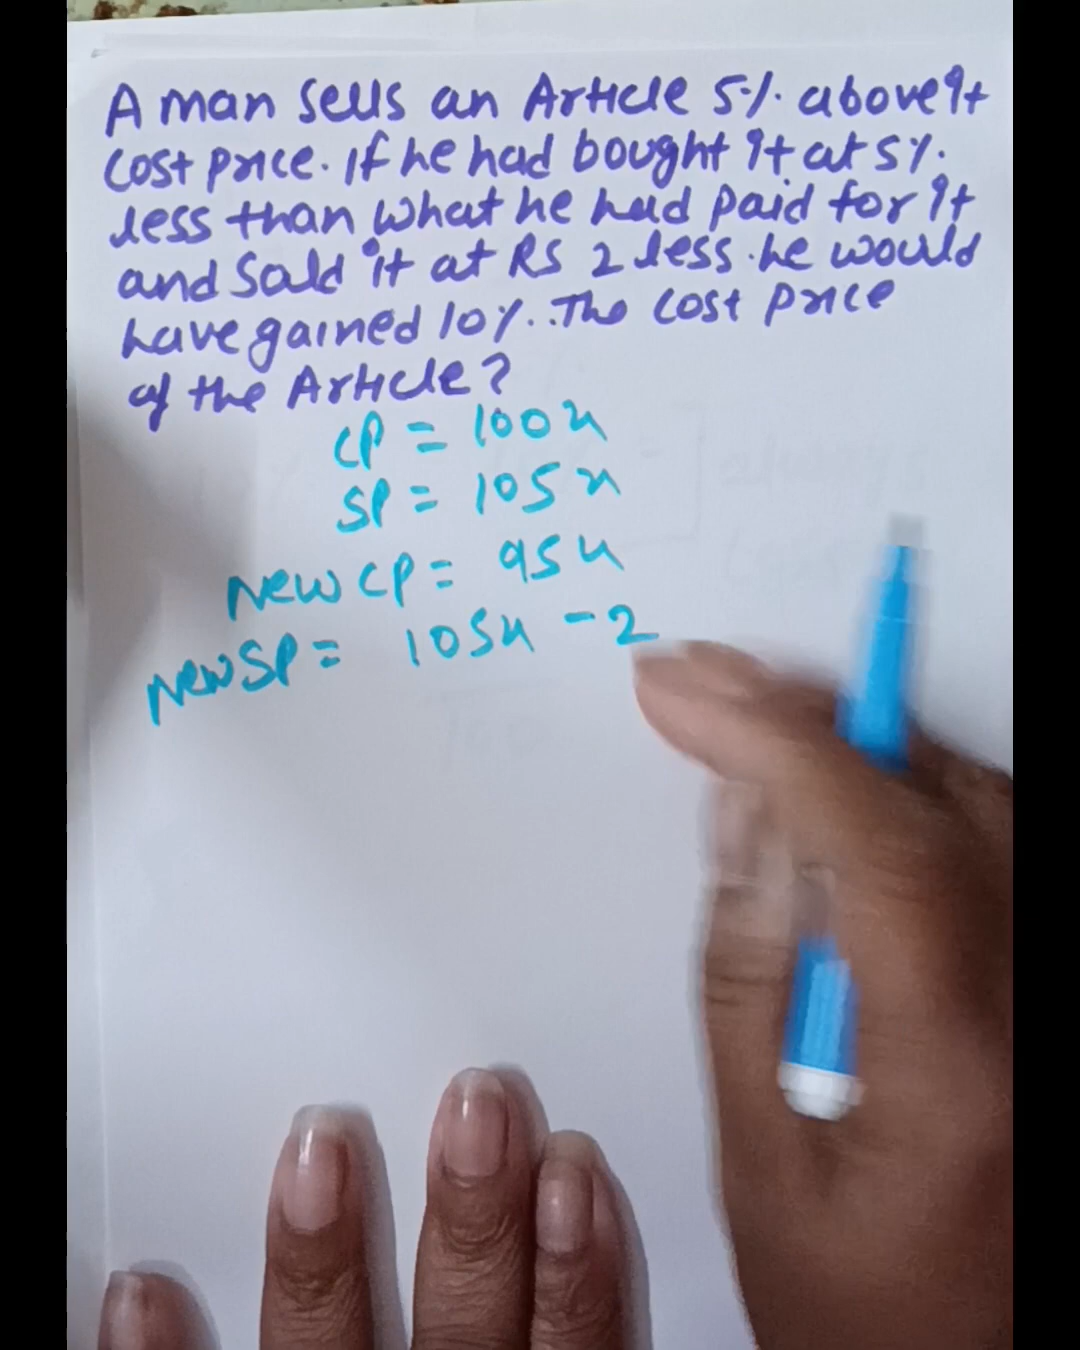 A man sells an Article 5% above it
cost price. If he had bought it at 5%.
less than what he had paid for it
and Sald it at RS 2 less. he would
have gained 10%. The cost price
of the Article?
CP = 100x
SP = 105x
New CP = 95x
New SP = 105x - 2